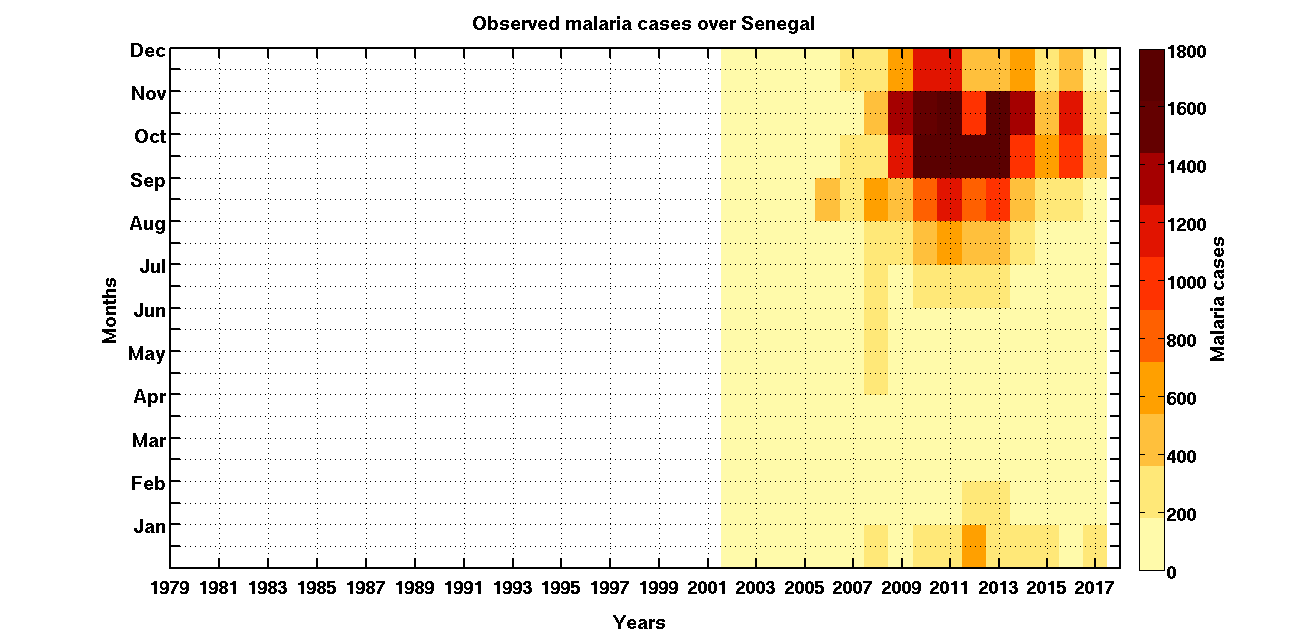 Observed malaria cases over Senegal
Dec
Nov
Oct
Sep
Aug
Jul
Jun
May
Apr
Mar
Feb
Jan
Months
1979 1981 1983 1985 1987 1989 1991 1993 1995 1997 1999 2001 2003 2005 2007 2009 2011 2013 2015 2017
Years
1800
1600
1400
1200
1000
800
600
400
200
0
Malaria cases